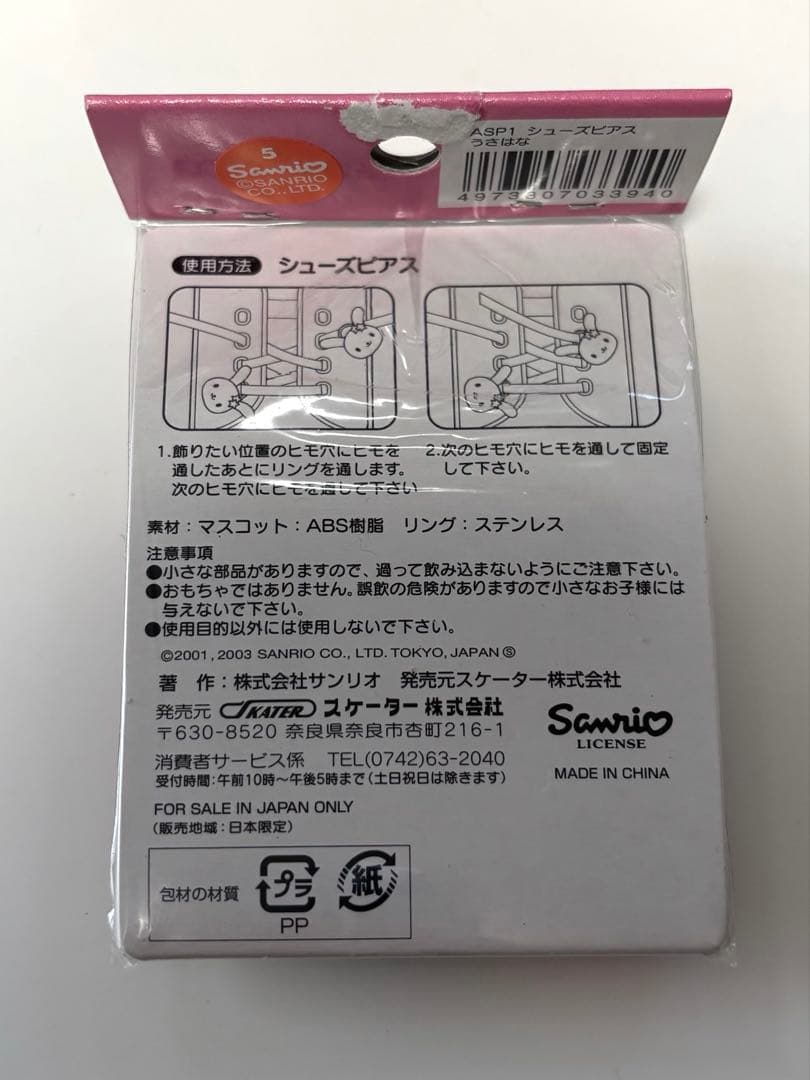 5
Sanrio
©SANRIO
CO., LTD.
ASP1 シューズピアス
うさはな
4973307033940
使用方法 シューズピアス
1.飾りたい位置のヒモ穴にヒモを
通したあとにリングを通します。
次のヒモ穴にヒモを通して下さい
2.次のヒモ穴にヒモを通して固定
して下さい。
素材：マスコット：ABS樹脂 リング：ステンレス
注意事項
●小さな部品がありますので、過って飲み込まないようにご注意下さい。
●おもちゃではありません。誤飲の危険がありますので小さなお子様には
与えないで下さい。
●使用目的以外には使用しないで下さい。
©2001, 2003 SANRIO CO., LTD. TOKYO, JAPAN Ⓢ
著 作：株式会社サンリオ 発売元スケーター株式会社
発売元 SKATER スケーター株式会社
〒630-8520 奈良県奈良市杏町216-1
消費者サービス係 TEL(0742)63-2040
受付時間：午前10時〜午後5時まで（土日祝日は除きます）
Sanrio
LICENSE
MADE IN CHINA
FOR SALE IN JAPAN ONLY
（販売地域：日本限定）
包材の材質
プラ
PP
紙